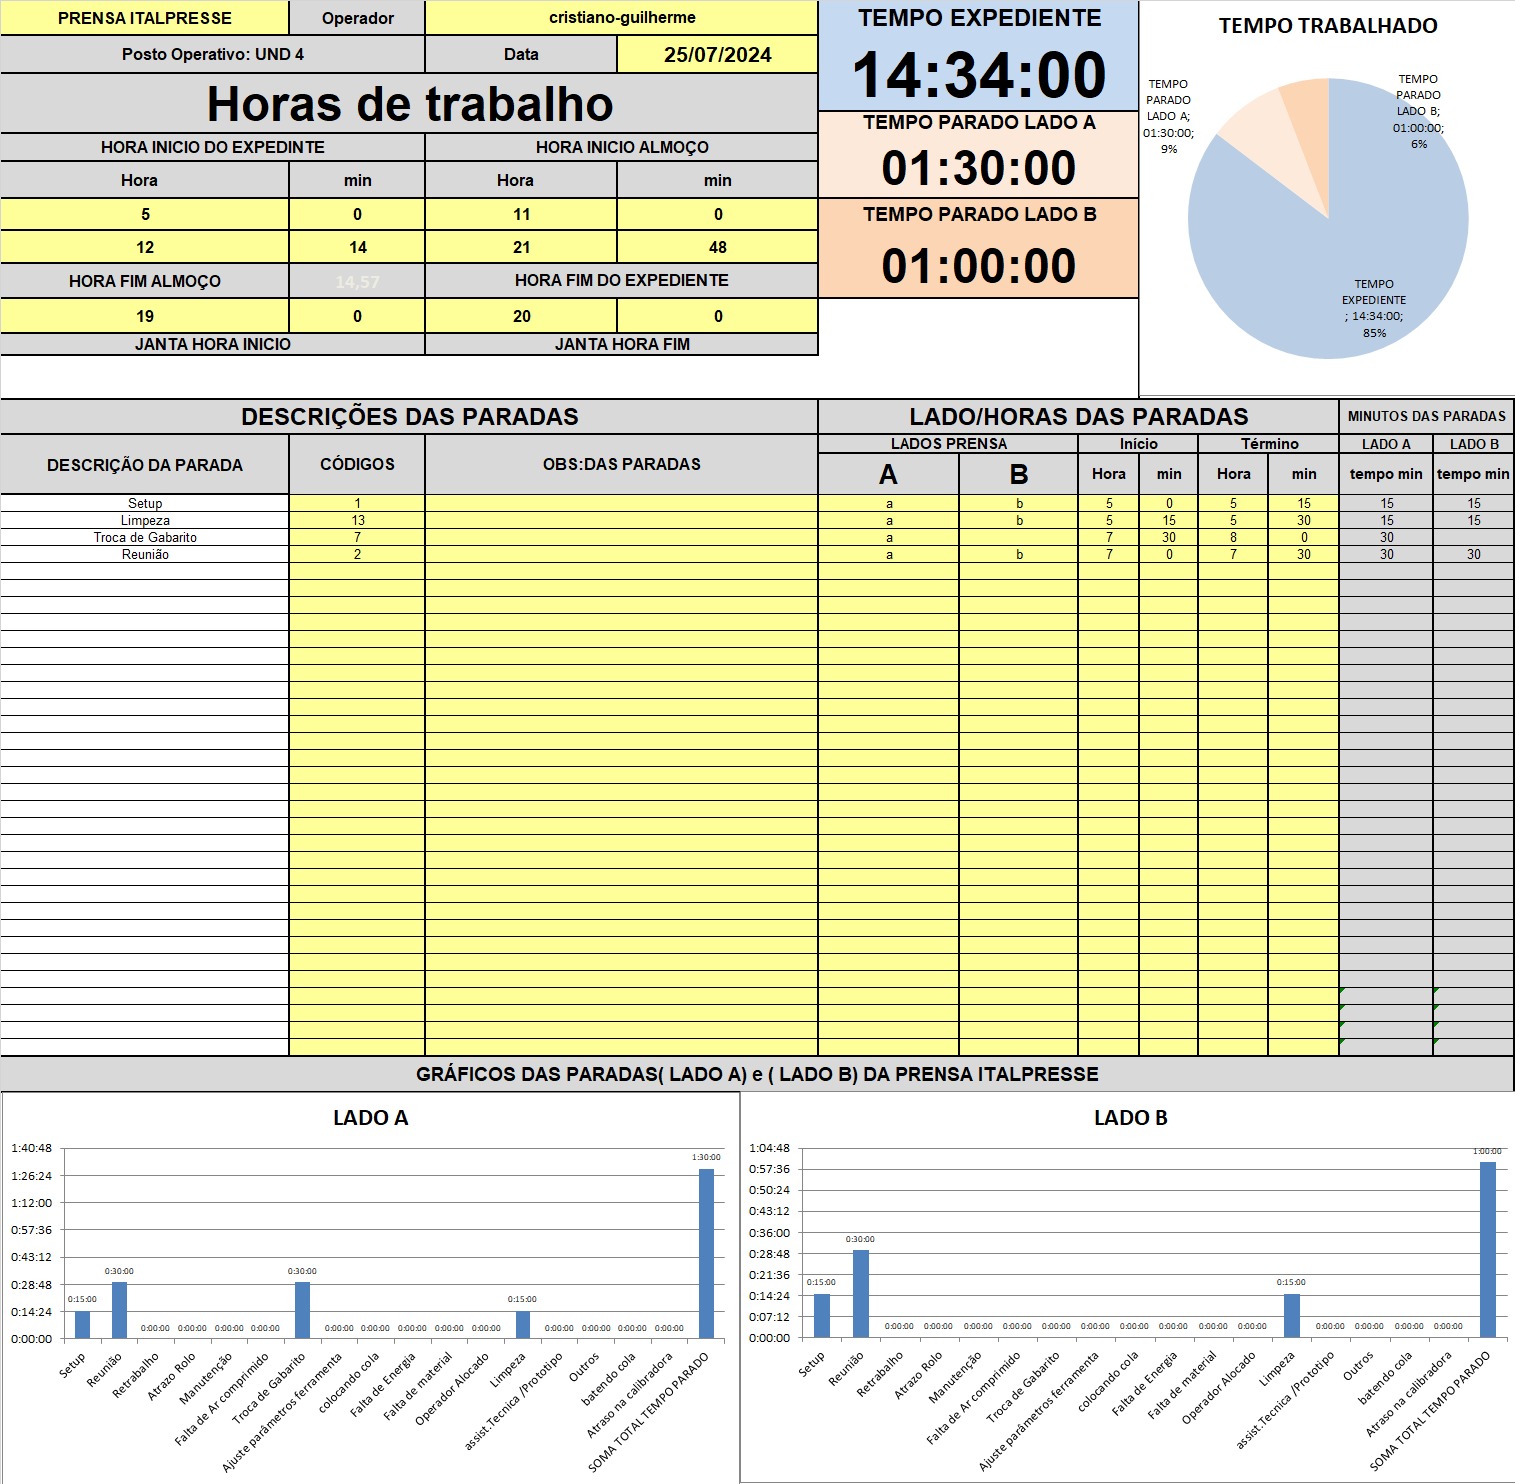 PRENSA ITALPRESSE Operador cristiano-guilherme
Posto Operativo: UND 4 Data 25/07/2024
Horas de trabalho
HORA INICIO DO EXPEDINTE HORA INICIO ALMOÇO
Hora min Hora min
5 0 11 0
12 14 21 48
HORA FIM ALMOÇO 14,57 HORA FIM DO EXPEDIENTE
19 0 20 0
JANTA HORA INICIO JANTA HORA FIM
TEMPO EXPEDIENTE
14:34:00
TEMPO PARADO LADO A
01:30:00
TEMPO PARADO LADO B
01:00:00
TEMPO TRABALHADO
TEMPO
PARADO
LADO A;
01:30:00;
9%
TEMPO
PARADO
LADO B;
01:00:00;
6%
TEMPO
EXPEDIENTE
; 14:34:00;
85%
DESCRIÇÕES DAS PARADAS LADO/HORAS DAS PARADAS MINUTOS DAS PARADAS
LADOS PRENSA Início Término LADO A LADO B
DESCRIÇÃO DA PARADA CÓDIGOS OBS:DAS PARADAS A B Hora min Hora min tempo min tempo min
Setup 1 a b 5 0 5 15 15 15
Limpeza 13 a b 5 15 5 30 15 15
Troca de Gabarito 7 a 7 30 8 0 30
Reunião 2 a b 7 0 7 30 30 30
GRÁFICOS DAS PARADAS( LADO A) e ( LADO B) DA PRENSA ITALPRESSE
LADO A
1:40:48
1:26:24
1:12:00
0:57:36
0:43:12
0:28:48
0:14:24
0:00:00
0:15:00 0:30:00 0:00:00 0:00:00 0:00:00 0:00:00 0:30:00 0:00:00 0:00:00 0:00:00 0:00:00 0:00:00 0:15:00 0:00:00 0:00:00 0:00:00 0:00:00 1:30:00
Setup
Reunião
Retrabalho
Atrazo Rolo
Manutenção
Falta de Ar comprimido
Troca de Gabarito
Ajuste parâmetros ferramenta
colocando cola
Falta de Energia
Falta de material
Operador Alocado
Limpeza
assist.Tecnica /Prototipo
Outros
batendo cola
Atraso na calibradora
SOMA TOTAL TEMPO PARADO
LADO B
1:04:48
0:57:36
0:50:24
0:43:12
0:36:00
0:28:48
0:21:36
0:14:24
0:07:12
0:00:00
0:15:00 0:30:00 0:00:00 0:00:00 0:00:00 0:00:00 0:00:00 0:00:00 0:00:00 0:00:00 0:00:00 0:00:00 0:15:00 0:00:00 0:00:00 0:00:00 0:00:00 1:00:00
Setup
Reunião
Retrabalho
Atrazo Rolo
Manutenção
Falta de Ar comprimido
Troca de Gabarito
Ajuste parâmetros ferramenta
colocando cola
Falta de Energia
Falta de material
Operador Alocado
Limpeza
assist.Tecnica /Prototipo
Outros
batendo cola
Atraso na calibradora
SOMA TOTAL TEMPO PARADO